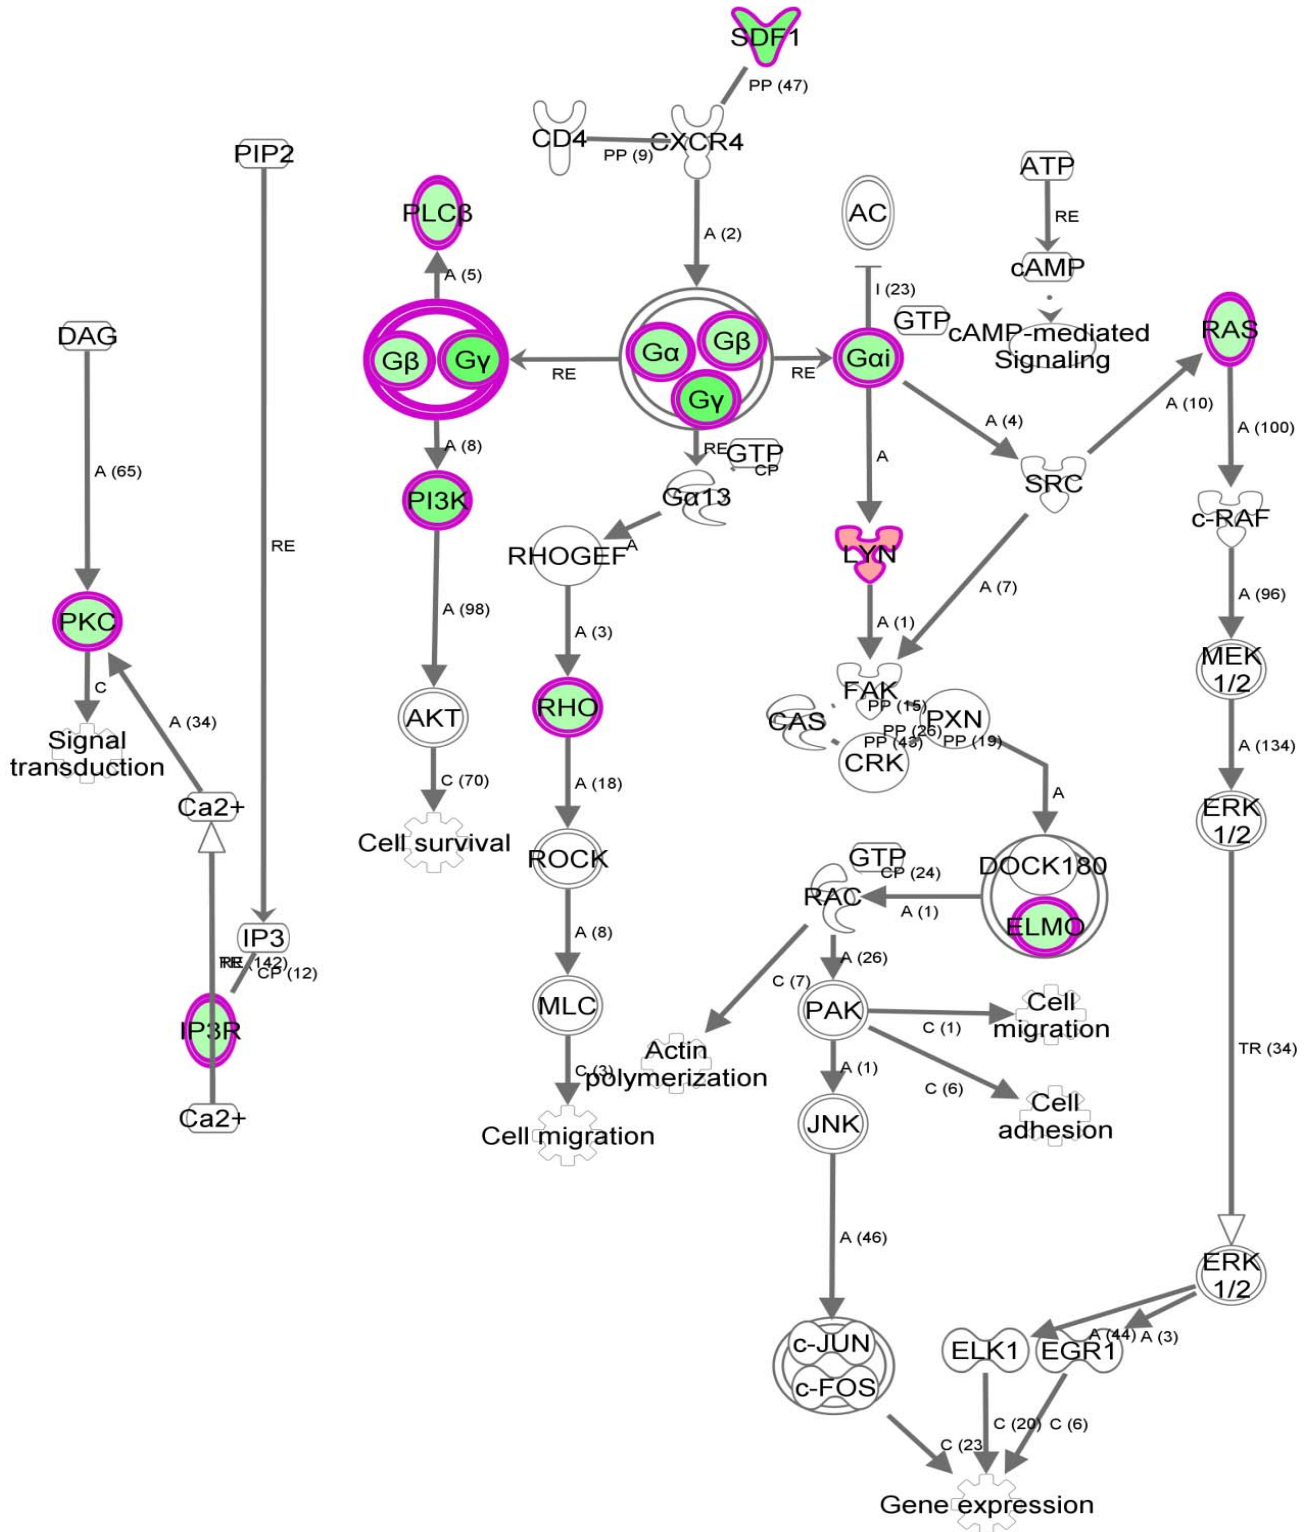 SDF1
PP (47)
CD4
PP (9)
CXCR4
PIP2
ATP
PLCβ
AC
RE
A (2)
cAMP
A (5)
I (23)
GTP
DAG
cAMP-mediated
Signaling
RAS
Gβ
Gγ
RE
Gα
Gβ
Gγ
RE
Gαi
A (10)
A (4)
A (100)
A (8)
RE
GTP
CP
A (65)
A
PI3K
Gα13
SRC
c-RAF
RE
RHOGEF
A
LYN
A (7)
A (98)
A (96)
PKC
A (3)
A (1)
MEK
1/2
C
A (34)
AKT
RHO
FAK
PP (15)
CAS
PXN
PP (26)
PP (43)
PP (19)
CRK
Signal
transduction
A (134)
C (70)
A (18)
A
Ca2+
ERK
1/2
Cell survival
ROCK
GTP
CP (24)
DOCK180
RAC
A (1)
ELMO
IP3
A (8)
A (26)
RE (142)
CP (12)
C (7)
IP3R
MLC
PAK
C (1)
Cell
migration
Actin
polymerization
TR (34)
C (3)
A (1)
C (6)
Ca2+
Cell
adhesion
JNK
Cell migration
A (46)
ERK
1/2
c-JUN
c-FOS
ELK1
A (44)
EGR1
A (3)
C (20)
C (6)
C (23
Gene expression